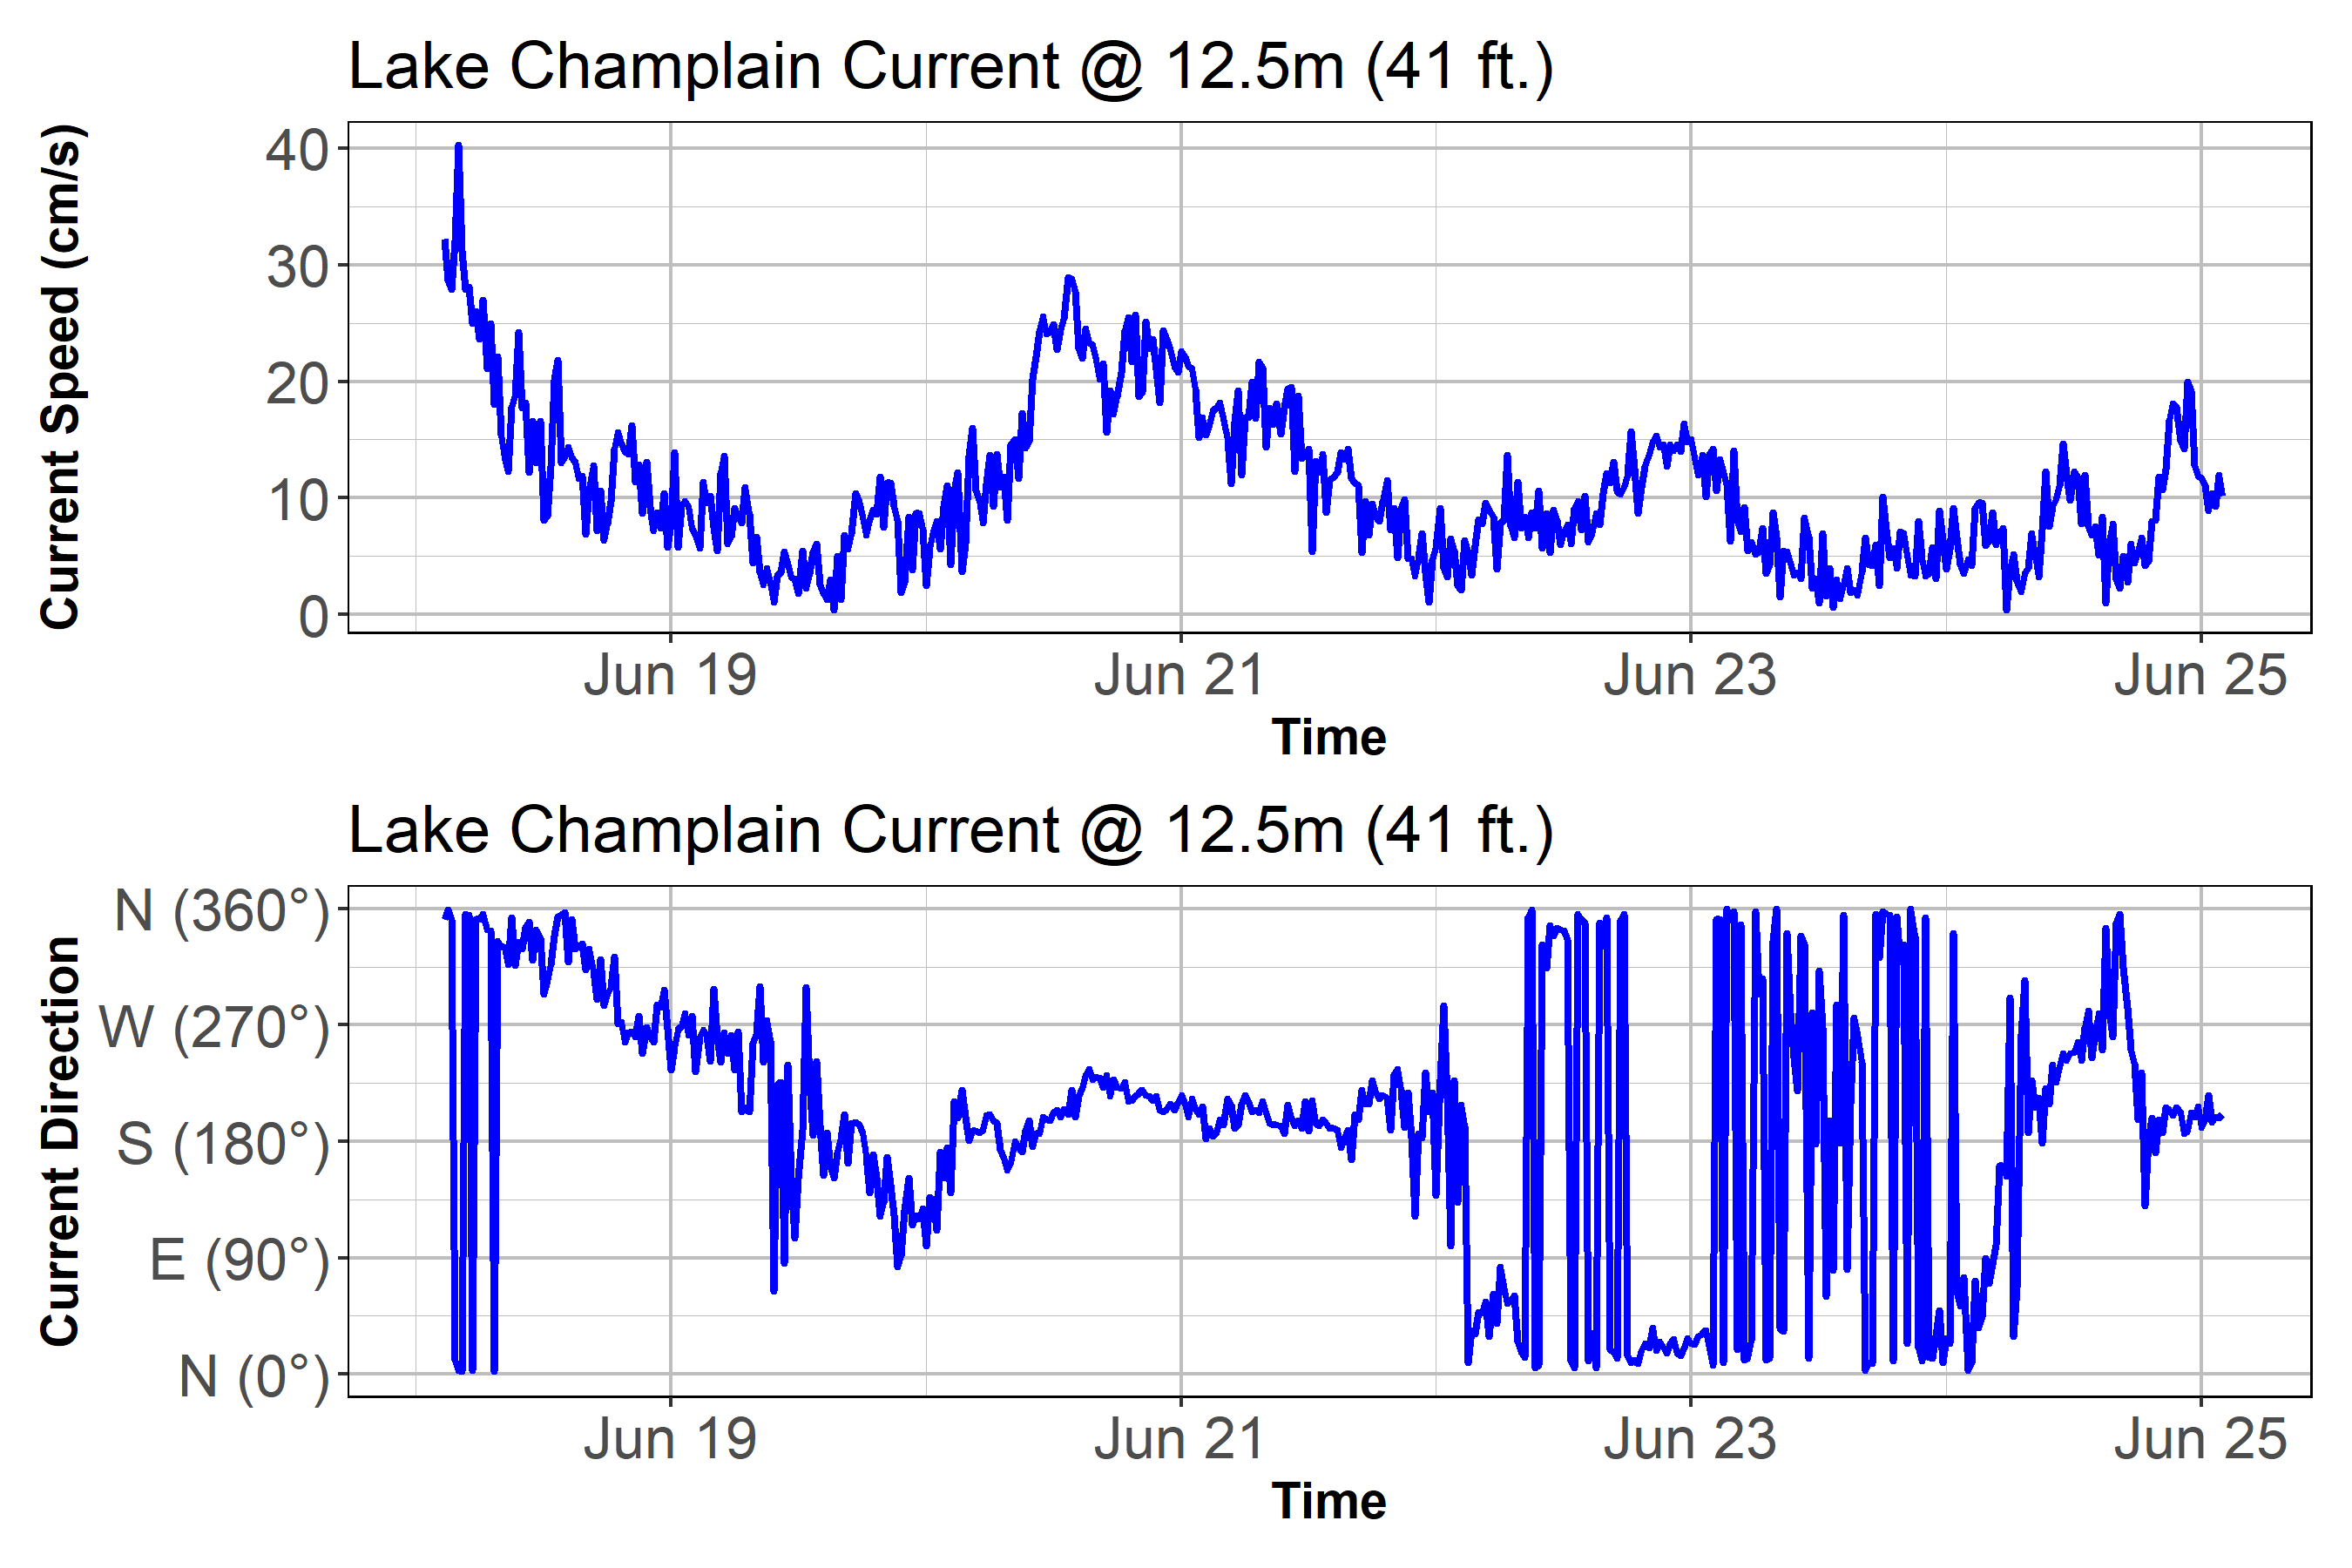 Lake Champlain Current @ 12.5m (41 ft.)
Current Speed (cm/s)
40
30
20
10
0
Jun 19 Jun 21 Jun 23 Jun 25
Time
Lake Champlain Current @ 12.5m (41 ft.)
Current Direction
N (360°)
W (270°)
S (180°)
E (90°)
N (0°)
Jun 19 Jun 21 Jun 23 Jun 25
Time